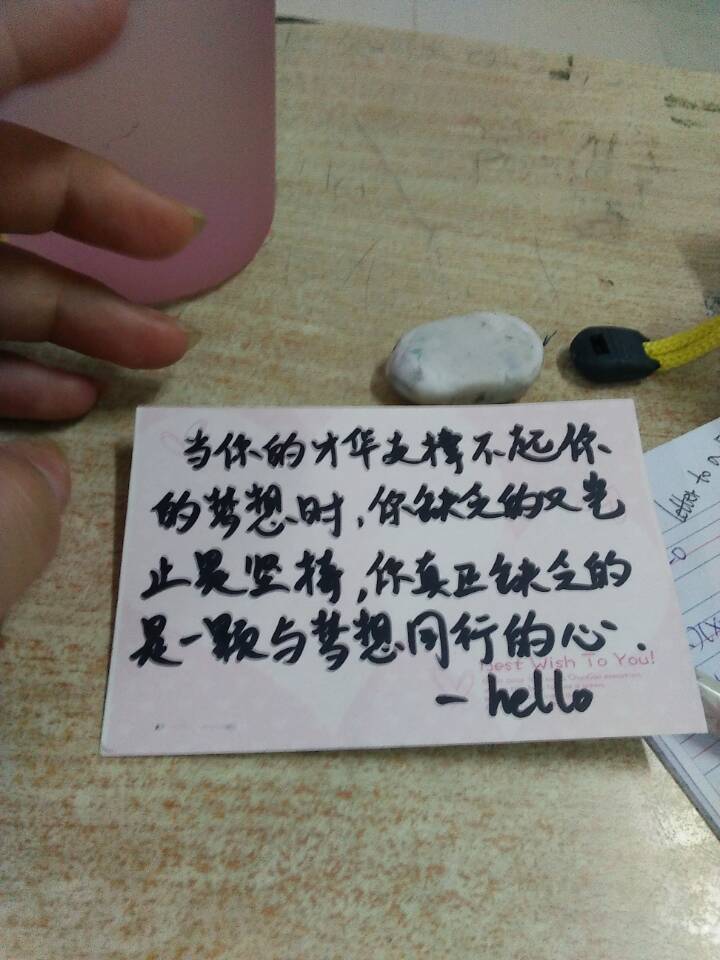 当你的才华支撑不起你
的梦想时,你缺乏的又岂
止是坚持,你真正缺乏的
是一颗与梦想同行的心.
Best Wish To You!
- hello
letter to a